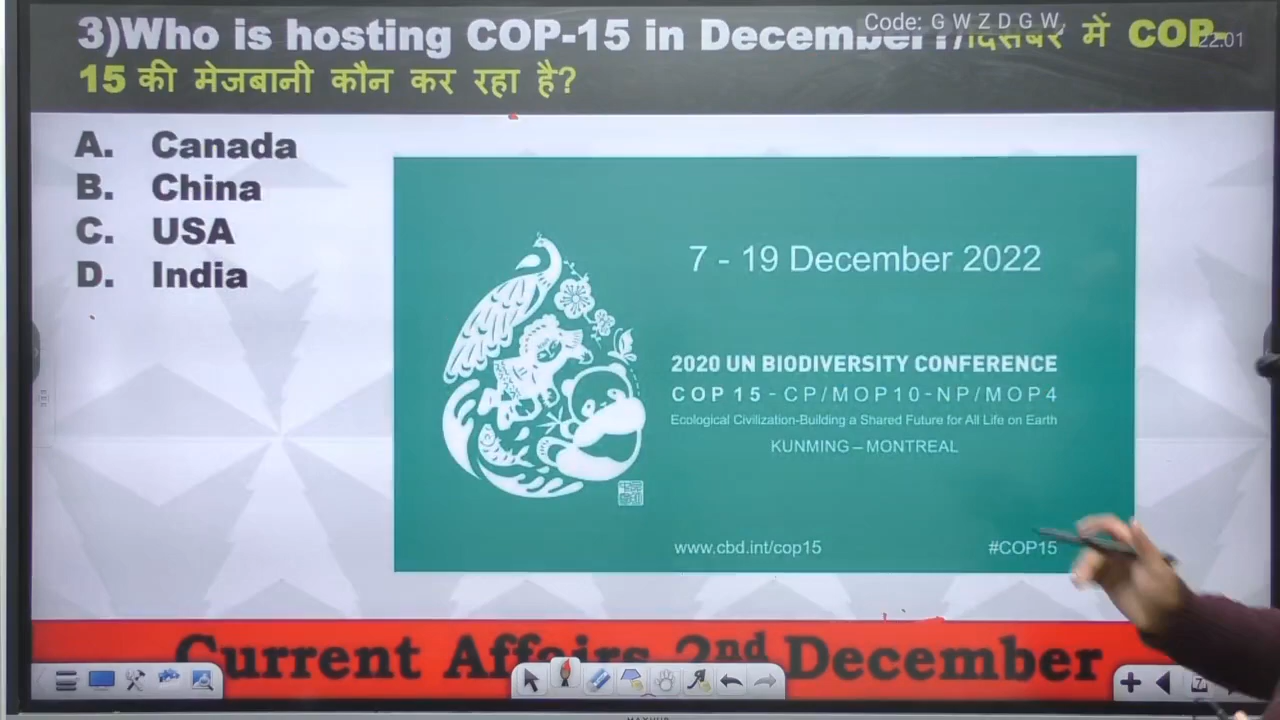 3)Who is hosting COP-15 in December में COP-
Code: G W Z D G W
22:01
15 की मेजबानी कौन कर रहा है?
A. Canada
B. China
C. USA
D. India
7 - 19 December 2022
2020 UN BIODIVERSITY CONFERENCE
COP 15 - CP/MOP10-NP/MOP4
Ecological Civilization-Building a Shared Future for All Life on Earth
KUNMING – MONTREAL
www.cbd.int/cop15 #COP15
Current Affairs 2nd December